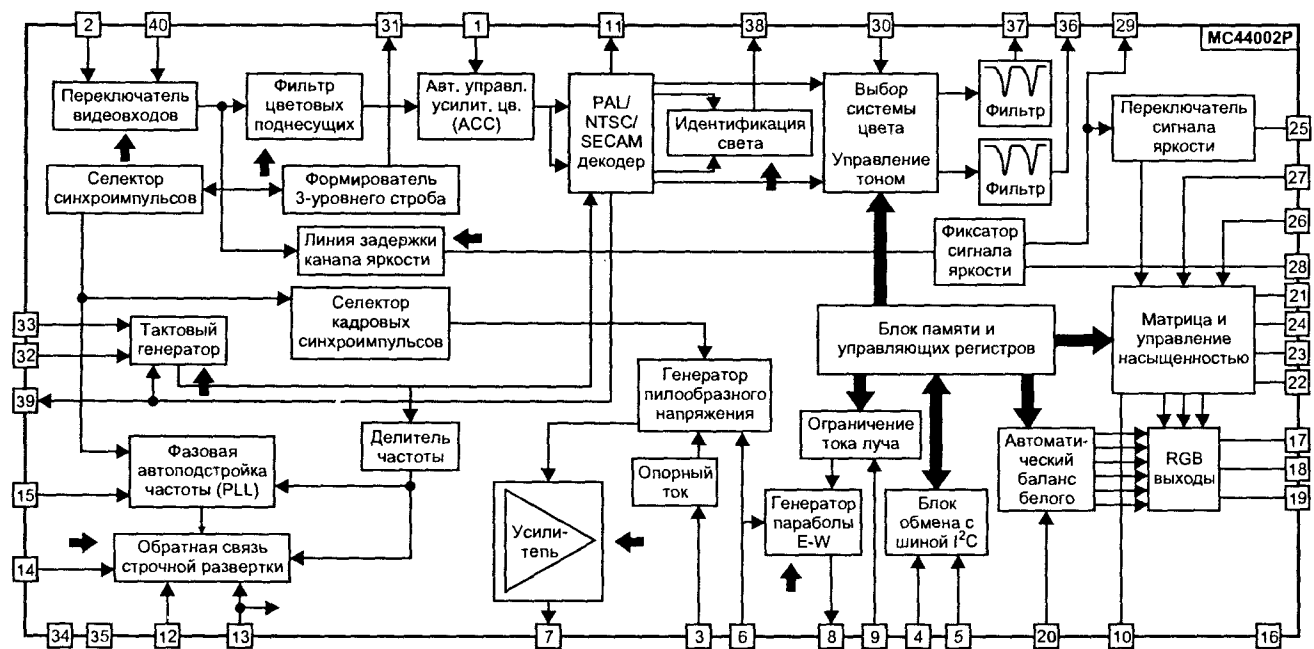 2
40
31
1
11
38
30
37
36
29
MC44002P
Переключатель
видеовходов
Фильтр
цветовых
поднесущих
Авт. управл.
усилит. цв.
(ACC)
PAL/
NTSC/
SECAM
декодер
Идентификация
света
Выбор
системы
цвета
Управление
тоном
Фильтр
Фильтр
Переключатель
сигнала
яркости
25
Селектор
синхроимпульсов
Формирователь
3-уровнего строба
27
26
Линия задержки
канапа яркости
Фиксатор
сигнала
яркости
28
Селектор
кадровых
синхроимпульсов
33
32
39
Тактовый
генератор
Блок памяти и
управляющих регистров
Матрица и
управление
насыщенностью
21
24
23
22
Генератор
пилообразного
напряжения
Делитель
частоты
Ограничение
тока луча
Фазовая
автоподстройка
частоты (PLL)
15
Опорный
ток
Автомати-
ческий
баланс
белого
RGB
выходы
17
18
19
Усили-
тепь
Генератор
параболы
E-W
Блок
обмена с
шиной I²C
14
Обратная связь
строчной развертки
34
35
12
13
7
3
6
8
9
4
5
20
10
16